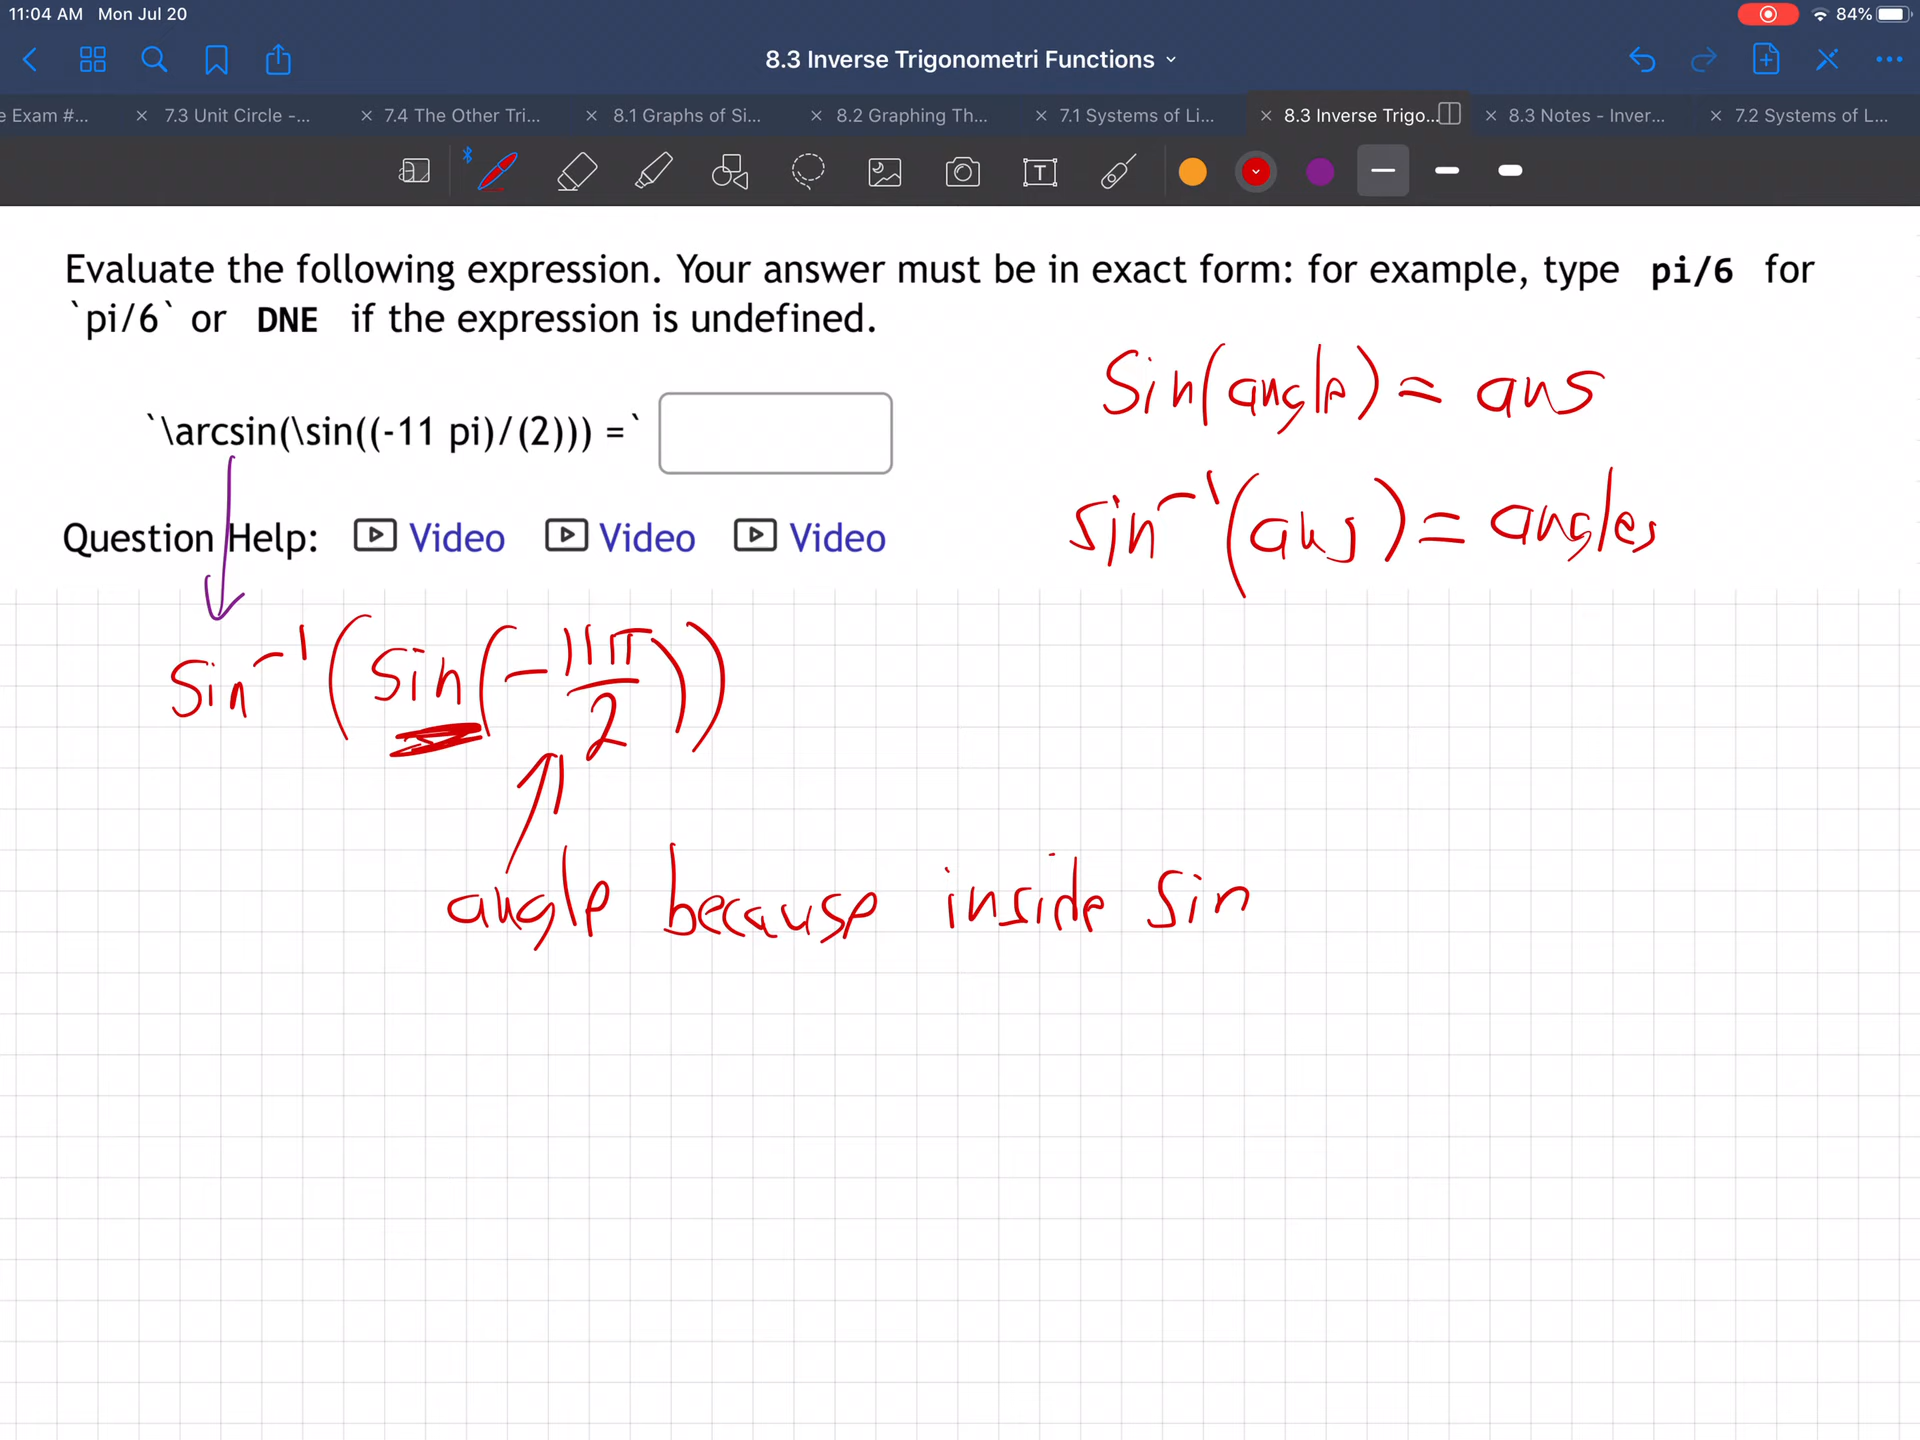 11:04 AM Mon Jul 20 84%
8.3 Inverse Trigonometri Functions
e Exam #... × 7.3 Unit Circle -... × 7.4 The Other Tri... × 8.1 Graphs of Si... × 8.2 Graphing Th... × 7.1 Systems of Li... × 8.3 Inverse Trigo... × 8.3 Notes - Inver... × 7.2 Systems of L...
T
Evaluate the following expression. Your answer must be in exact form: for example, type pi/6 for
`pi/6` or DNE if the expression is undefined.
Sin(angle) = ans
`\arcsin(\sin((-11 pi)/(2))) =`
sin⁻¹(ans) = angles
Question Help: Video Video Video
Sin⁻¹(Sin(-11π/2))
angle because inside Sin